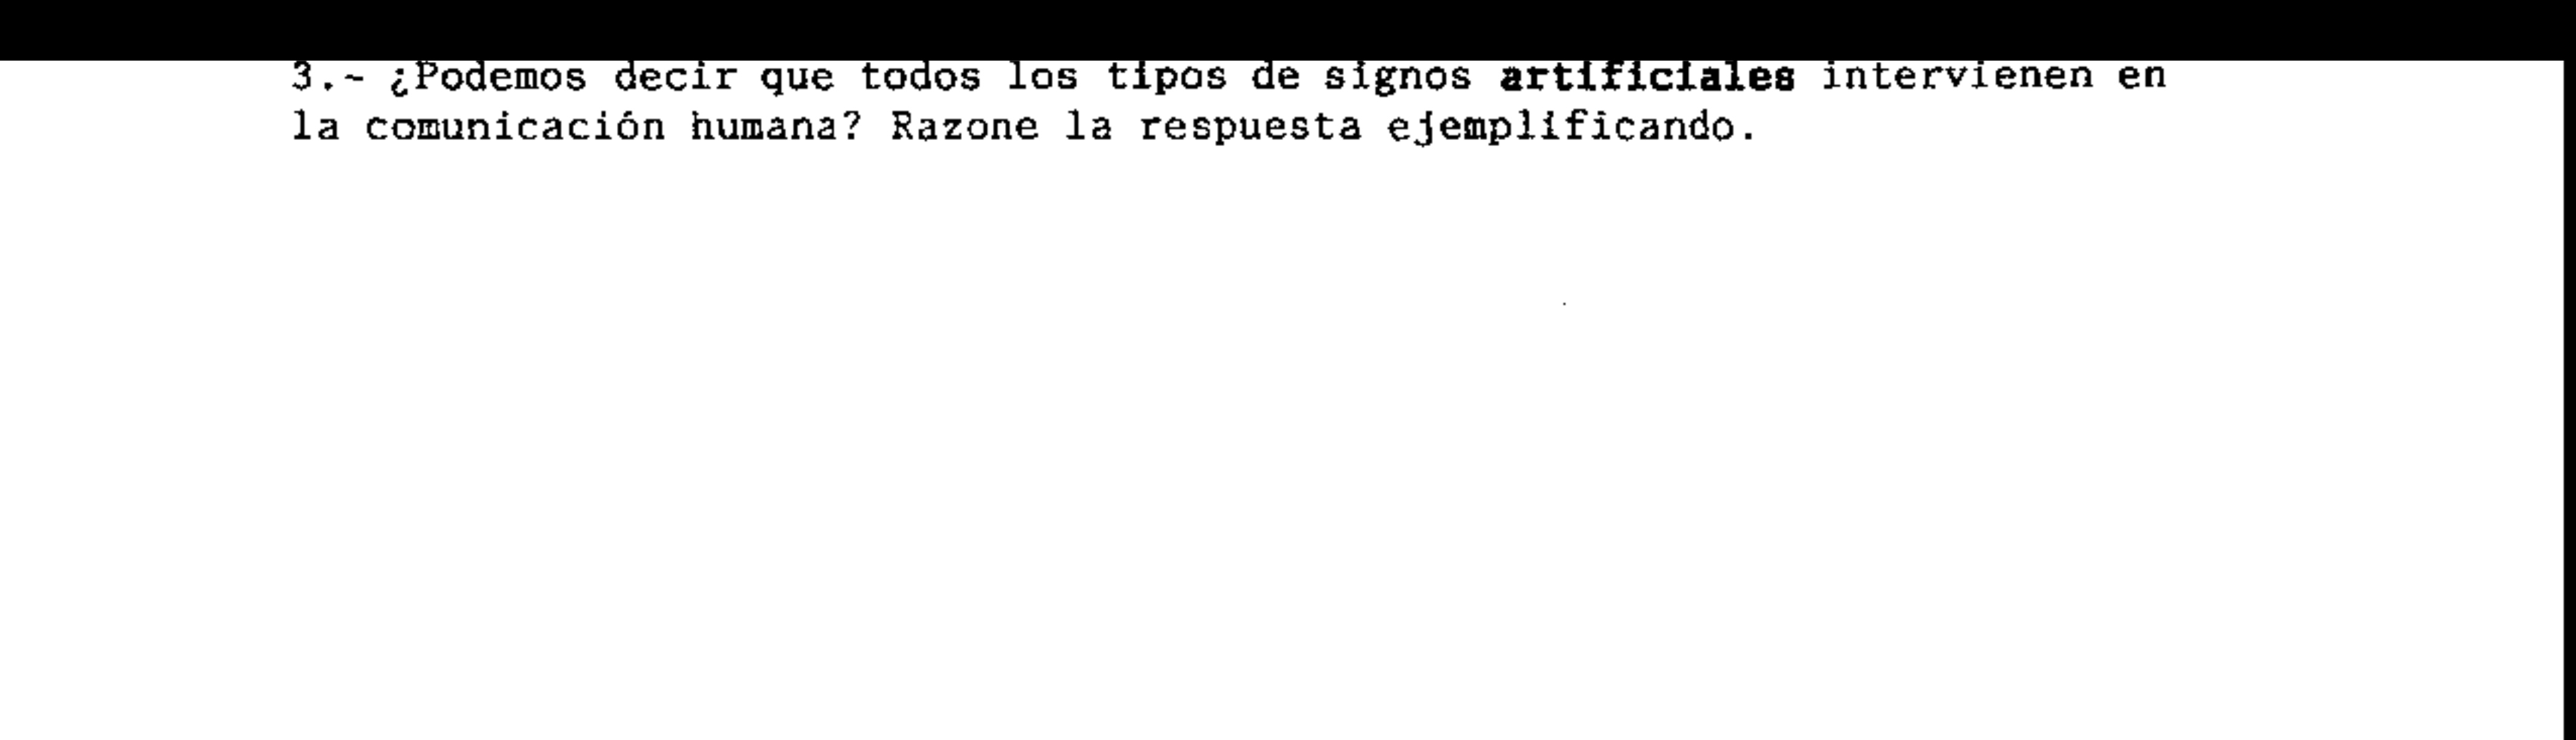 3.- ¿Podemos decir que todos los tipos de signos artificiales intervienen en
la comunicación humana? Razone la respuesta ejemplificando.